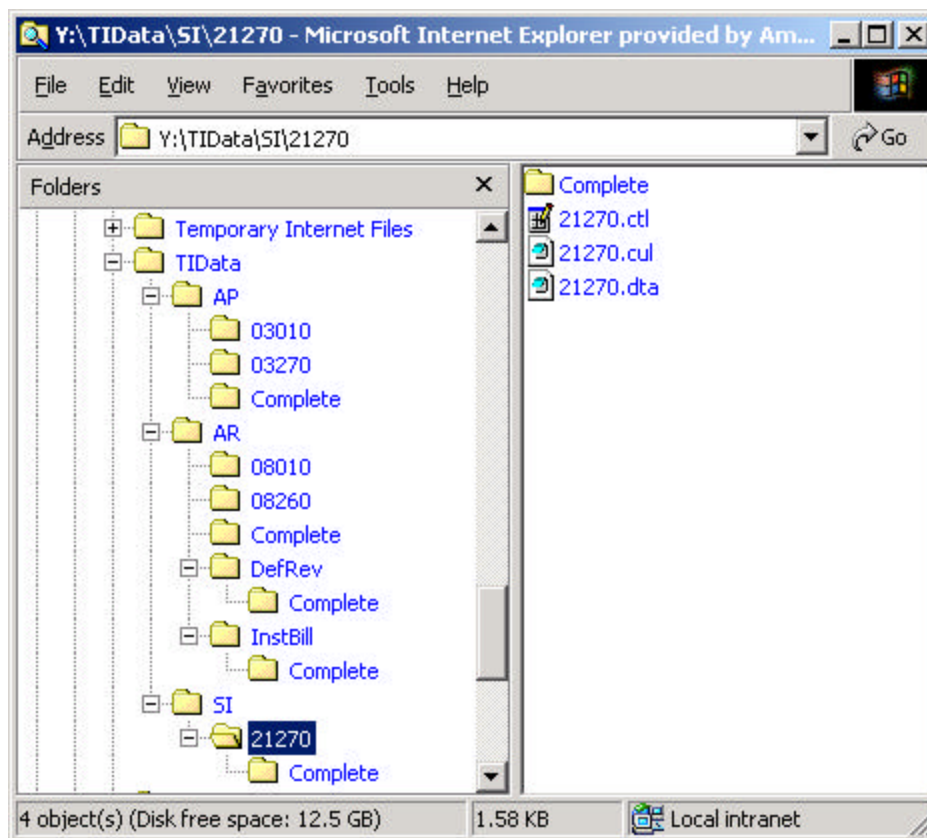 Y:\TIData\SI\21270 - Microsoft Internet Explorer provided by Am...
File Edit View Favorites Tools Help
Address Y:\TIData\SI\21270 Go
Folders
Temporary Internet Files
TIData
AP
03010
03270
Complete
AR
08010
08260
Complete
DefRev
Complete
InstBill
Complete
SI
21270
Complete
Complete
21270.ctl
21270.cul
21270.dta
4 object(s) (Disk free space: 12.5 GB) 1.58 KB Local intranet